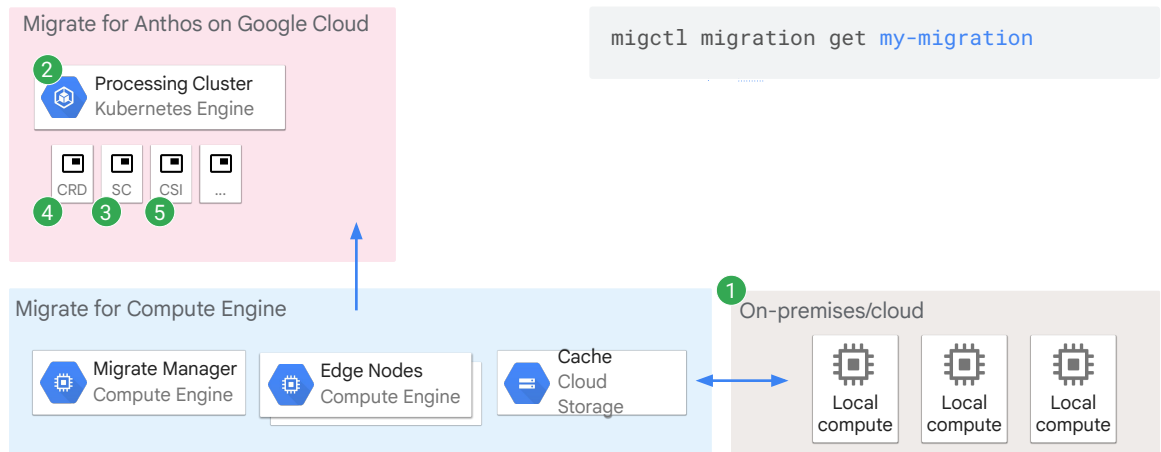 Migrate for Anthos on Google Cloud
migctl migration get my-migration
2
Processing Cluster
Kubernetes Engine
CRD
SC
CSI
...
4
3
5
1
Migrate for Compute Engine
On-premises/cloud
Migrate Manager
Compute Engine
Edge Nodes
Compute Engine
Cache
Cloud
Storage
Local
compute
Local
compute
Local
compute